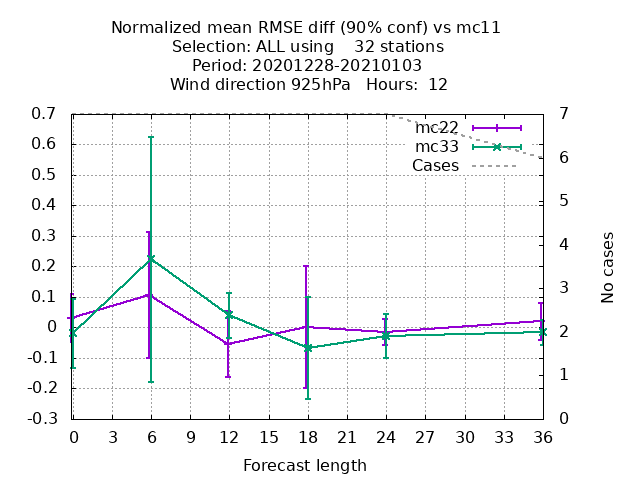 Normalized mean RMSE diff (90% conf) vs mc11
Selection: ALL using    32 stations
Period: 20201228-20210103
Wind direction 925hPa   Hours:  12
0.7
0.6
0.5
0.4
0.3
0.2
0.1
0
-0.1
-0.2
-0.3
mc22
mc33
Cases
7
6
5
4
3
2
1
0
No cases
0 3 6 9 12 15 18 21 24 27 30 33 36
Forecast length